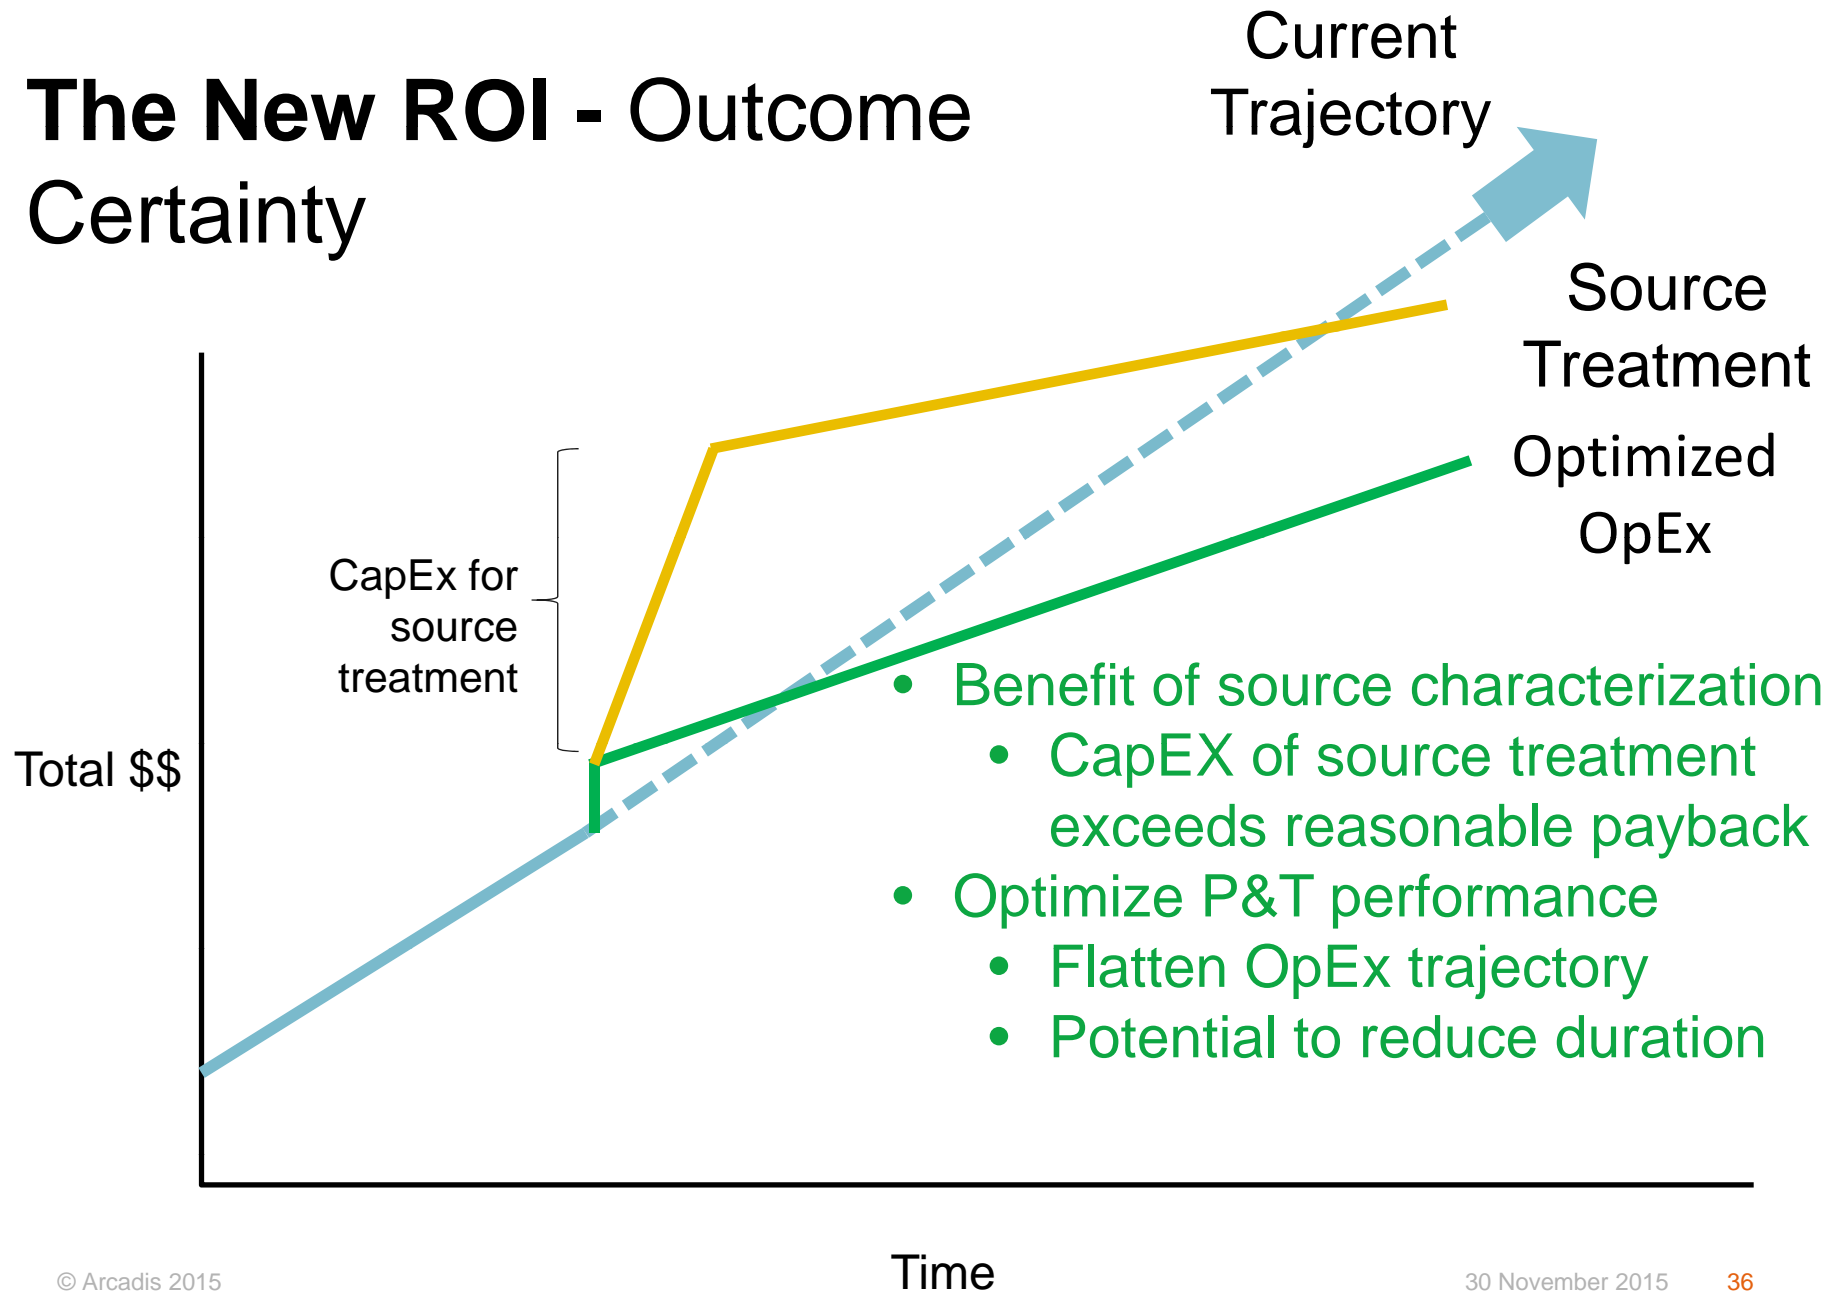 The New ROI - Outcome
Certainty
Current
Trajectory
Source
Treatment
Optimized
OpEx
CapEx for
source
treatment
Total $$
• Benefit of source characterization
• CapEX of source treatment
exceeds reasonable payback
• Optimize P&T performance
• Flatten OpEx trajectory
• Potential to reduce duration
Time
© Arcadis 2015
30 November 2015
36